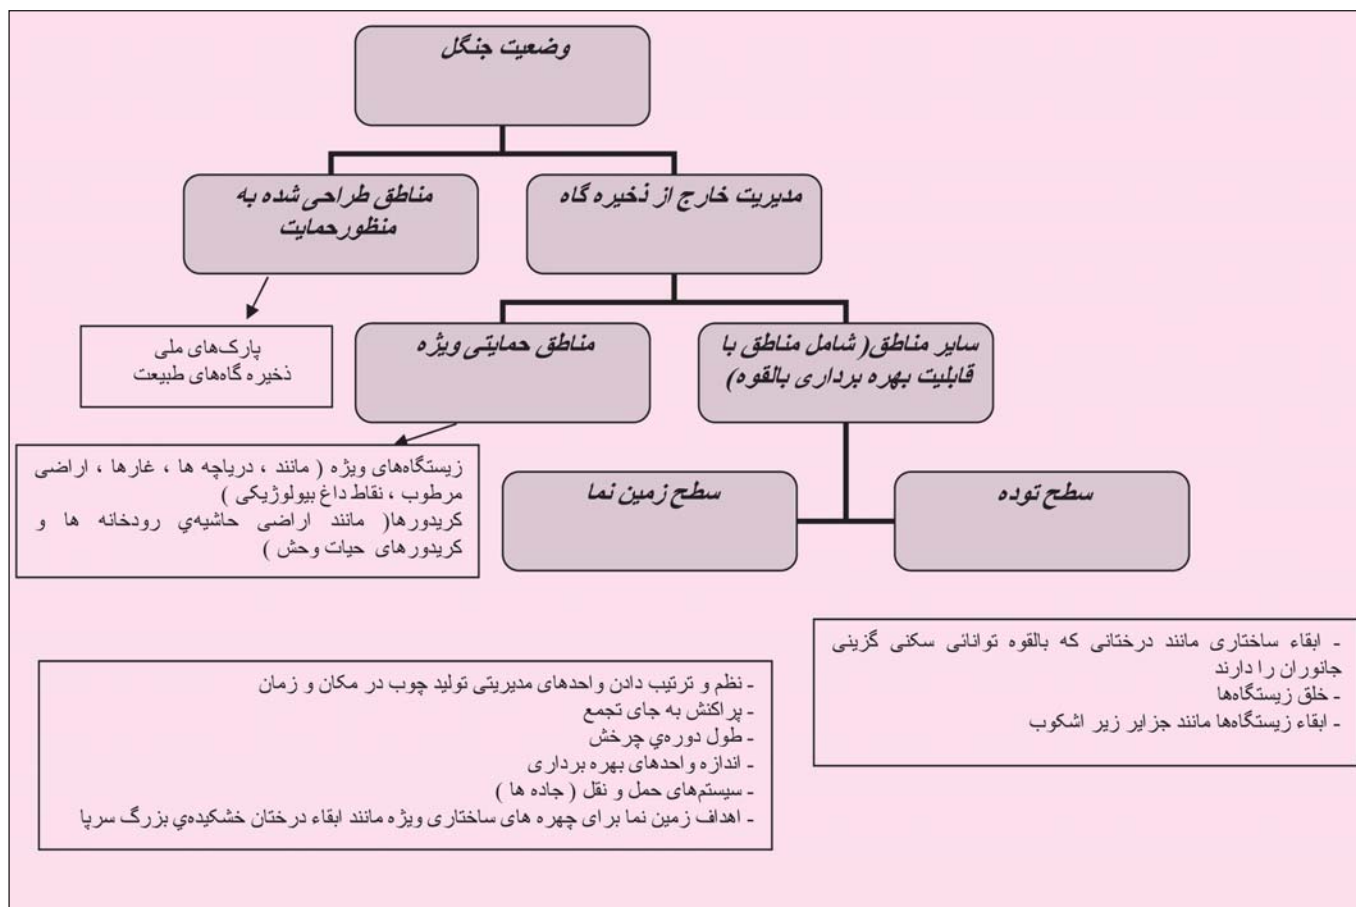 وضعیت جنگل
مناطق طراحی شده به
منظورحمایت
مدیریت خارج از ذخیره گاه
پارک‌های ملی
ذخیره گاه‌های طبیعت
مناطق حمایتی ویژه
سایر مناطق( شامل مناطق با
قابلیت بهره برداری بالقوه)
زیستگاه‌های ویژه ( مانند ، دریاچه ها ، غارها ، اراضی
مرطوب ، نقاط داغ بیولوژیکی )
کریدورها( مانند اراضی حاشیه‌ي رودخانه ها و
کریدورهای حیات وحش )
سطح زمین نما
سطح توده
- ابقاء ساختاری مانند درختانی که بالقوه توانائی سکنی گزینی
جانوران را دارند
- خلق زیستگاه‌ها
- ابقاء زیستگاه‌ها مانند جزایر زیر اشکوب
- نظم و ترتیب دادن واحدهای مدیریتی تولید چوب در مکان و زمان
- پراکنش به جای تجمع
- طول دوره‌ي چرخش
- اندازه واحدهای بهره برداری
- سیستم‌های حمل و نقل ( جاده ها )
- اهداف زمین نما برای چهره های ساختاری ویژه مانند ابقاء درختان خشکیده‌ي بزرگ سرپا